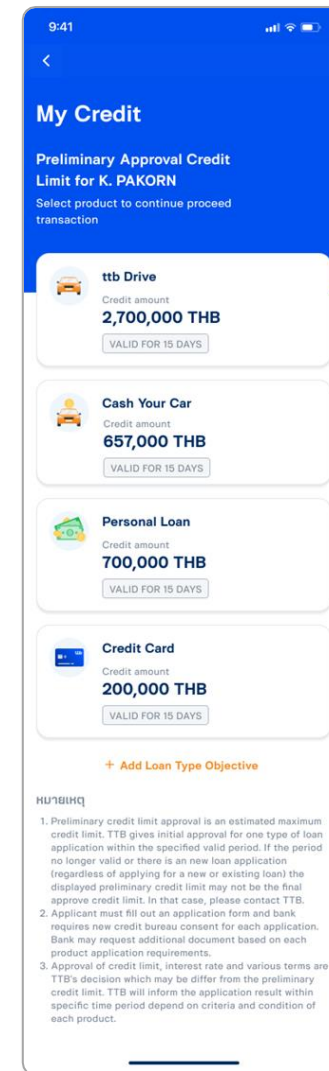 9:41
My Credit
Preliminary Approval Credit
Limit for K. PAKORN
Select product to continue proceed
transaction
ttb Drive
Credit amount
2,700,000 THB
VALID FOR 15 DAYS
Cash Your Car
Credit amount
657,000 THB
VALID FOR 15 DAYS
Personal Loan
Credit amount
700,000 THB
VALID FOR 15 DAYS
Credit Card
Credit amount
200,000 THB
VALID FOR 15 DAYS
+ Add Loan Type Objective
หมายเหตุ
1. Preliminary credit limit approval is an estimated maximum
credit limit. TTB gives initial approval for one type of loan
application within the specified valid period. If the period
no longer valid or there is an new loan application
(regardless of applying for a new or existing loan) the
displayed preliminary credit limit may not be the final
approve credit limit. In that case, please contact TTB.
2. Applicant must fill out an application form and bank
requires new credit bureau consent for each application.
Bank may request additional document based on each
product application requirements.
3. Approval of credit limit, interest rate and various terms are
TTB's decision which may be differ from the preliminary
credit limit. TTB will inform the application result within
specific time period depend on criteria and condition of
each product.